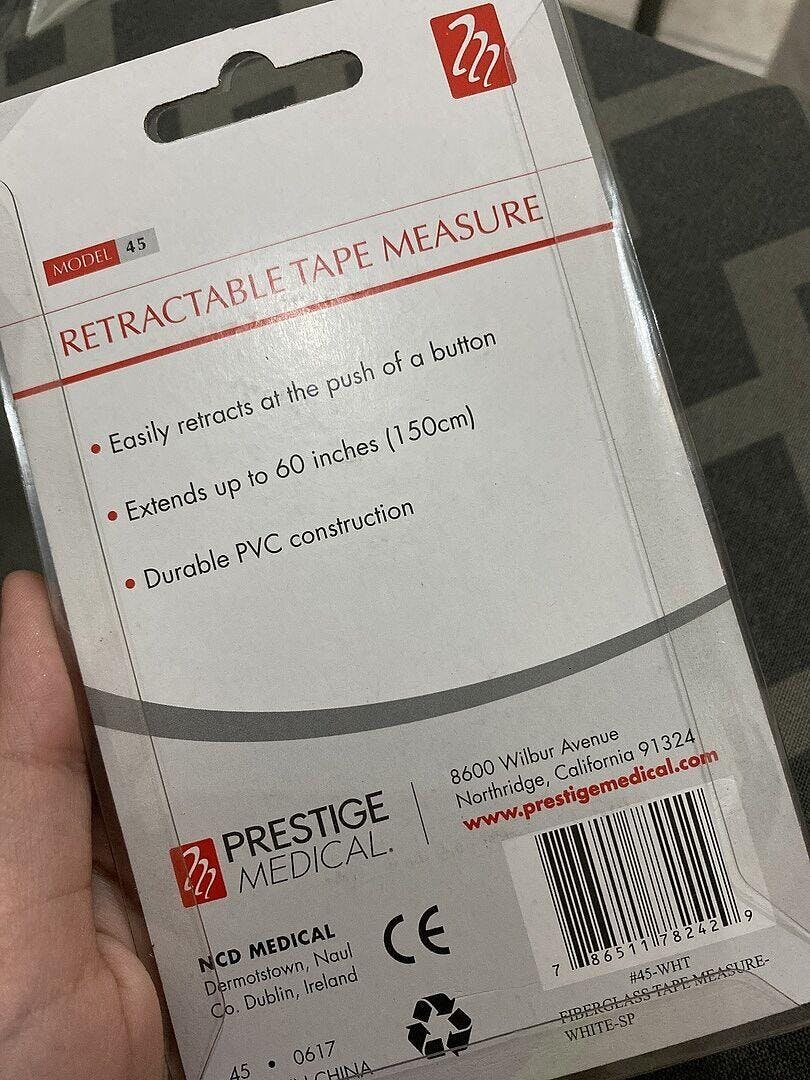 MODEL 45
RETRACTABLE TAPE MEASURE
• Easily retracts at the push of a button
• Extends up to 60 inches (150cm)
• Durable PVC construction
PRESTIGE
MEDICAL.
8600 Wilbur Avenue
Northridge, California 91324
www.prestigemedical.com
NCD MEDICAL
Dermotstown, Naul
Co. Dublin, Ireland
CE
7 86511 78242 9
#45-WHT
FIBERGLASS TAPE MEASURE-
WHITE-SP
45 • 0617
CHINA